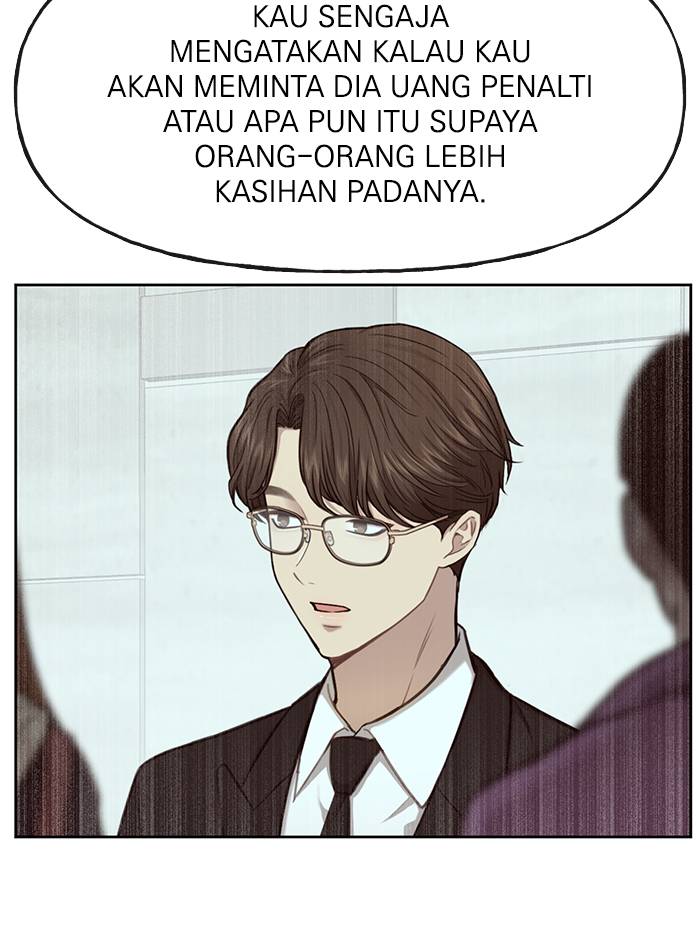 KAU SENGAJA
MENGATAKAN KALAU KAU
AKAN MEMINTA DIA UANG PENALTI
ATAU APA PUN ITU SUPAYA
ORANG-ORANG LEBIH
KASIHAN PADANYA.